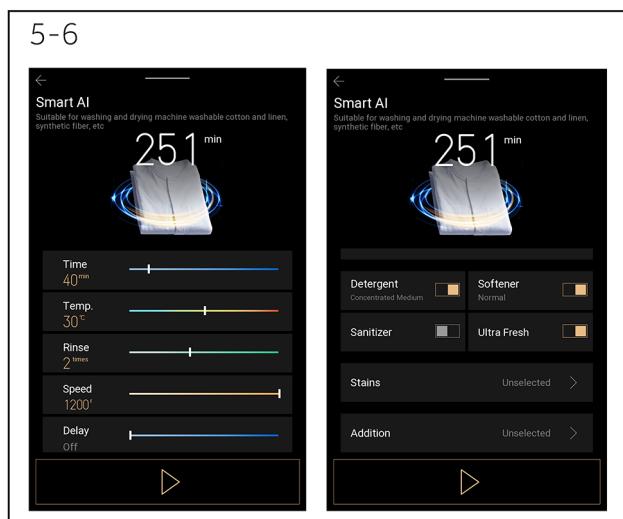 5-6
Smart AI
Suitable for washing and drying machine washable cotton and linen,
synthetic fiber, etc
251 min
Time
40min
Temp.
30℃
Rinse
2 times
Speed
1200r
Delay
Off
Smart AI
Suitable for washing and drying machine washable cotton and linen,
synthetic fiber, etc
251 min
Detergent
Concentrated Medium
Softener
Normal
Sanitizer
Ultra Fresh
Stains Unselected
Addition Unselected